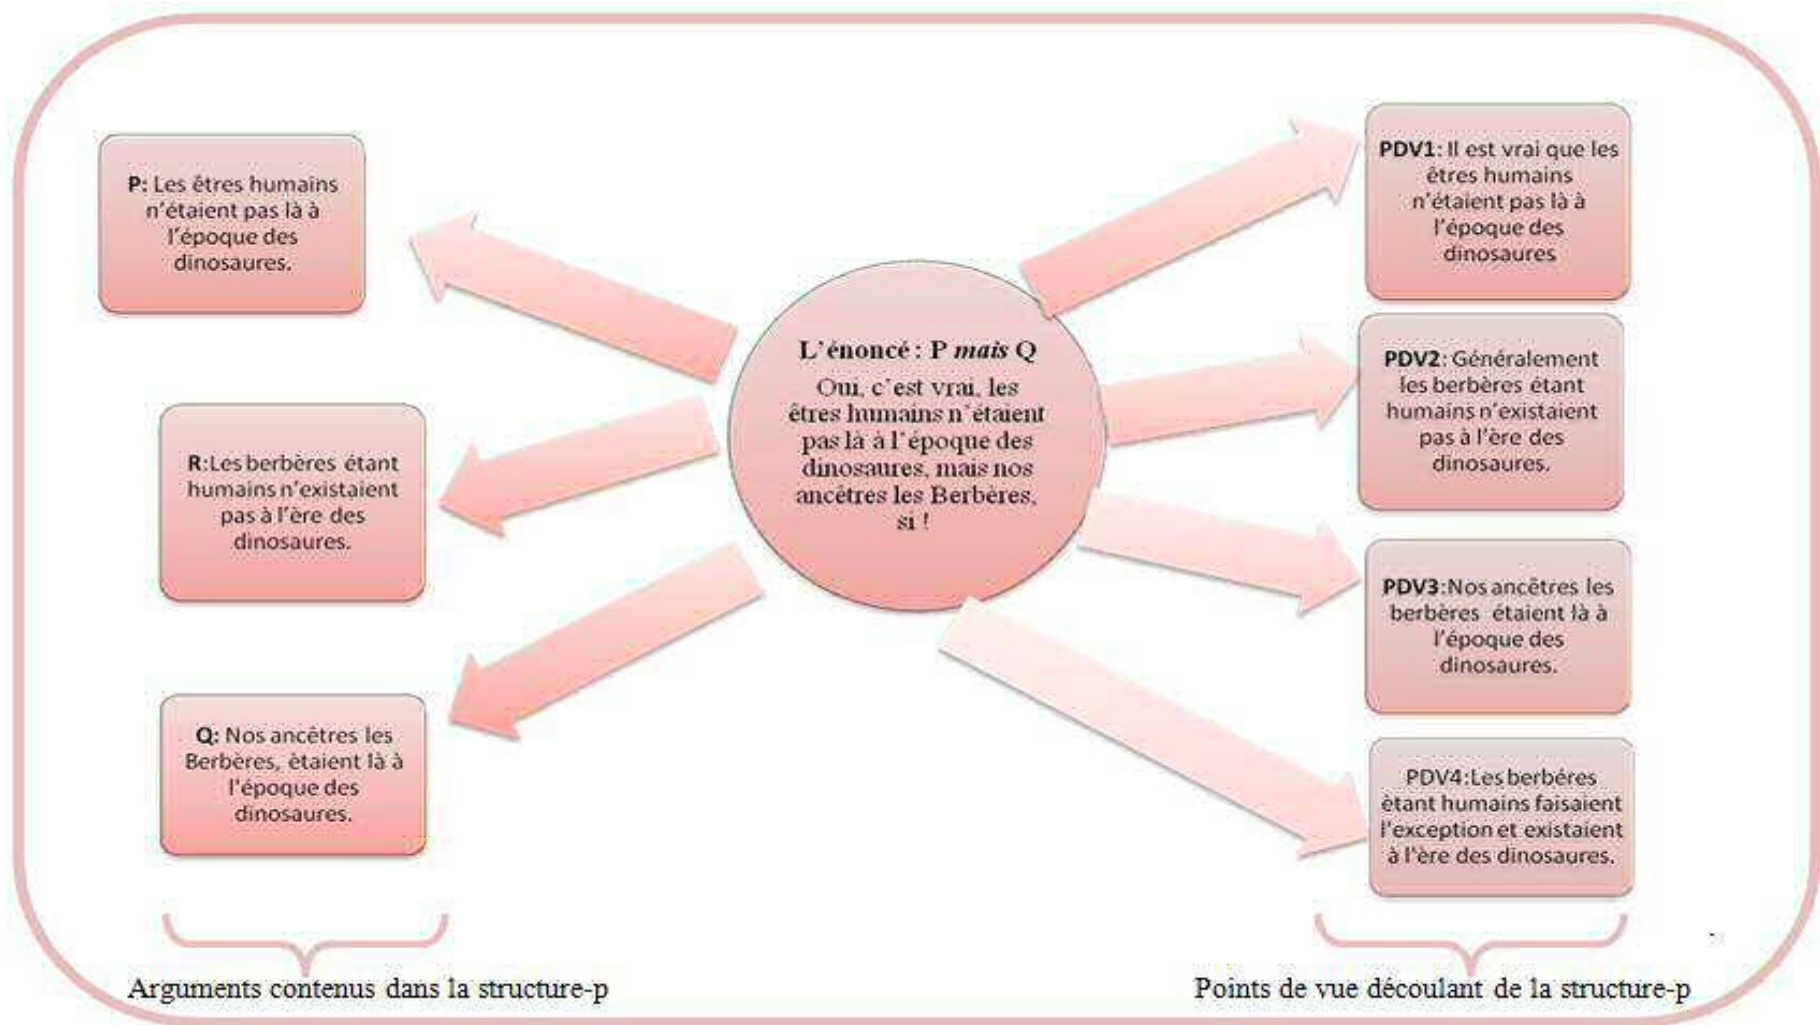 P: Les êtres humains
n'étaient pas là à
l'époque des
dinosaures.
R:Les berbères étant
humains n'existaient
pas à l'ère des
dinosaures.
Q: Nos ancêtres les
Berbères, ètaient là à
l'époque des
dinosaures.
Arguments contenus dans la structure-p
L'énoncé : P mais Q
Oui, c'est vrai, les
êtres humains n'étaient
pas là à l'époque des
dinosaures, mais nos
ancêtres les Berbères,
si !
PDV1: Il est vrai que les
êtres humains
n'étaient pas là à
l'époque des
dinosaures
PDV2: Généralement
les berbères étant
humains n'existaient
pas à l'ère des
dinosaures.
PDV3:Nos ancêtres les
berbères étaient là à
l'époque des
dinosaures.
PDV4:Les berbéres
ètant humains faisaient
l'exception et existaient
à l'ère des dinosaures.
Points de vue découlant de la structure-p